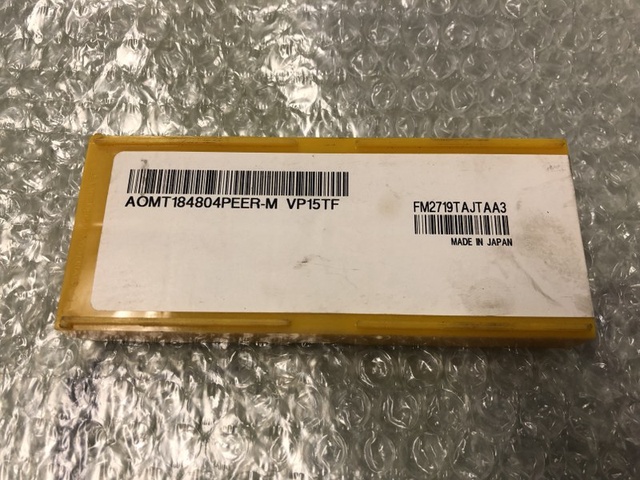 AOMT184804PEER-M VP15TF
FM2719TAJTAA3
MADE IN JAPAN